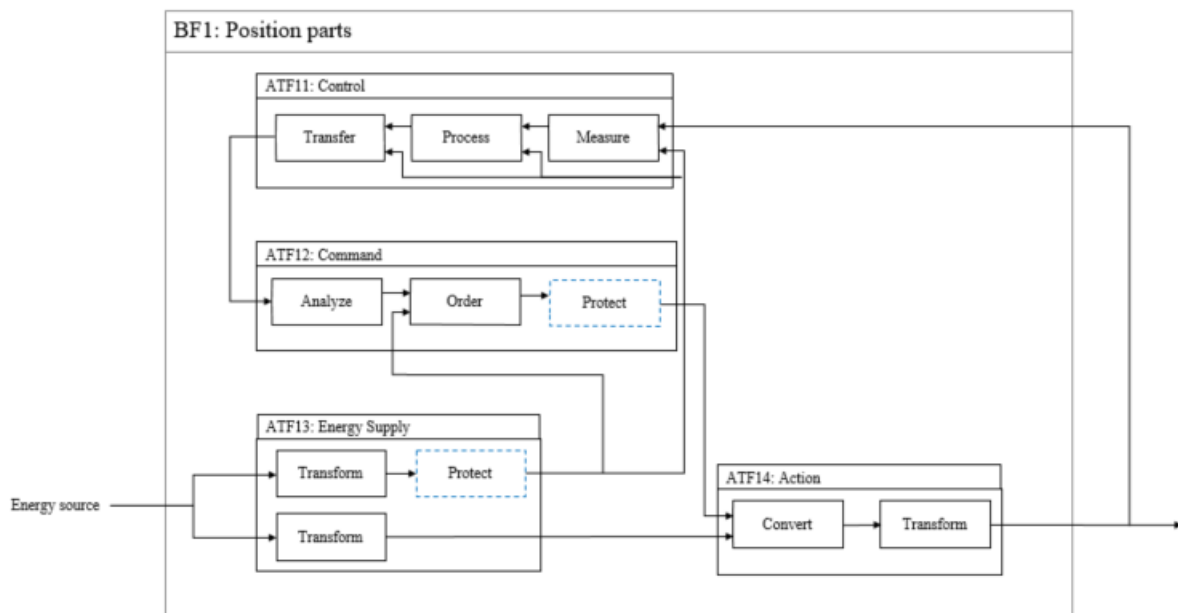 BF1: Position parts
ATF11: Control
Transfer
Process
Measure
ATF12: Command
Analyze
Order
Protect
ATF13: Energy Supply
Transform
Protect
Energy source
Transform
ATF14: Action
Convert
Transform